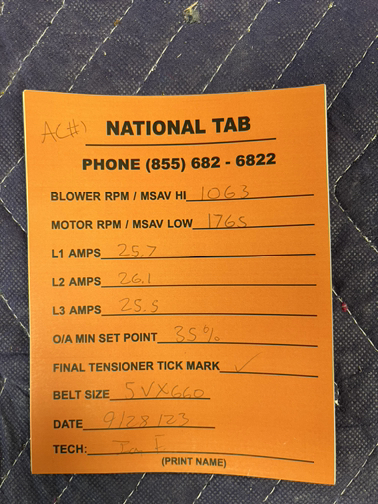 AC#1
NATIONAL TAB
PHONE (855) 682 - 6822
BLOWER RPM / MSAV HI 1063
MOTOR RPM / MSAV LOW 1765
L1 AMPS 25.7
L2 AMPS 26.1
L3 AMPS 25.5
O/A MIN SET POINT 35%
FINAL TENSIONER TICK MARK ✓
BELT SIZE 5VX660
DATE 9/28/23
TECH:
(PRINT NAME)